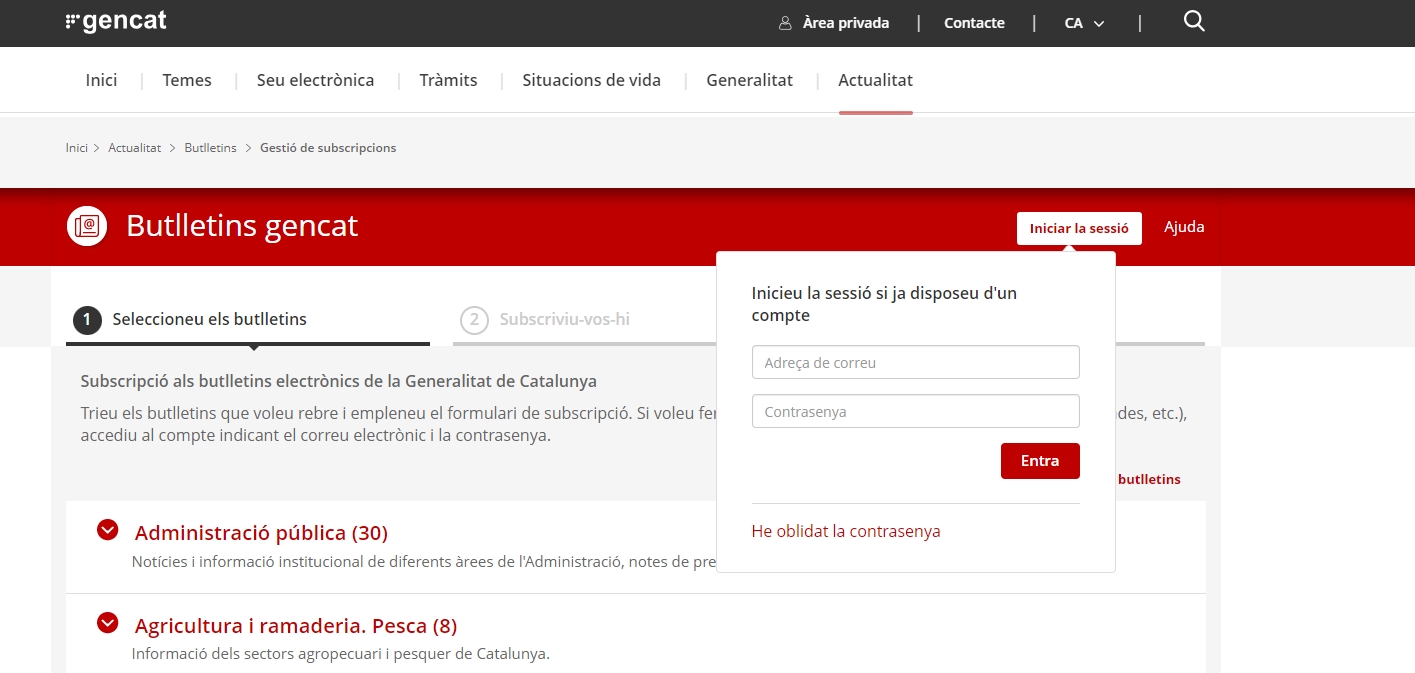 gencat
Àrea privada | Contacte | CA |
Inici | Temes | Seu electrònica | Tràmits | Situacions de vida | Generalitat | Actualitat
Inici > Actualitat > Butlletins > Gestió de subscripcions
@ Butlletins gencat
Iniciar la sessió
Ajuda
1 Seleccioneu els butlletins
2 Subscriviu-vos-hi
Subscripció als butlletins electrònics de la Generalitat de Catalunya
Trieu els butlletins que voleu rebre i empleneu el formulari de subscripció. Si voleu
etc.),
accediu al compte indicant el correu electrònic i la contrasenya.
butlletins
Inicieu la sessió si ja disposeu d'un
compte
Adreça de correu
Contrasenya
Entra
He oblidat la contrasenya
Administració pública (30)
Notícies i informació institucional de diferents àrees de l'Administració, notes de
Agricultura i ramaderia. Pesca (8)
Informació dels sectors agropecuari i pesquer de Catalunya.